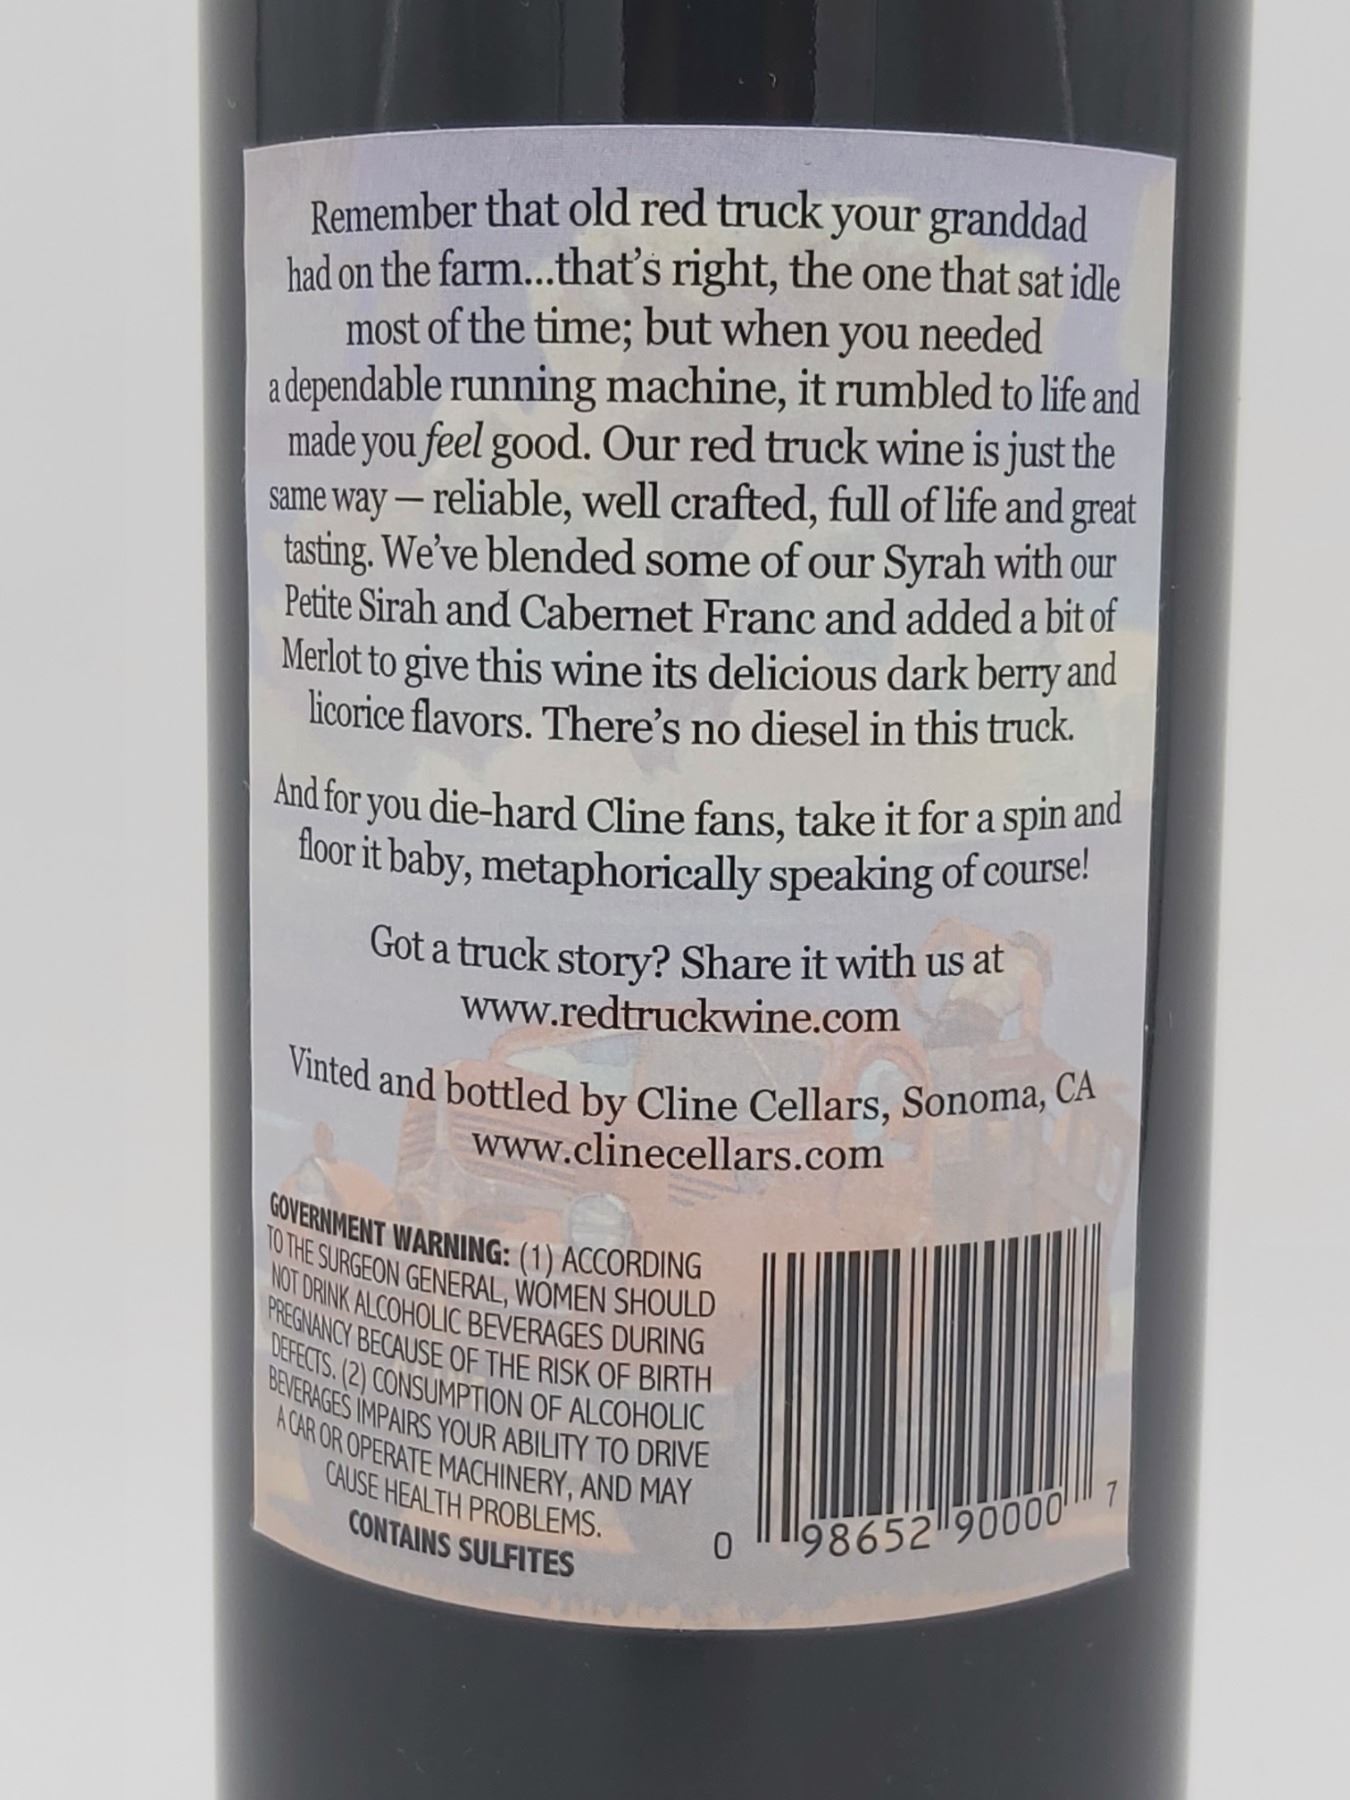 Remember that old red truck your granddad
had on the farm...that's right, the one that sat idle
most of the time; but when you needed
a dependable running machine, it rumbled to life and
made you feel good. Our red truck wine is just the
same way — reliable, well crafted, full of life and great
tasting. We've blended some of our Syrah with our
Petite Sirah and Cabernet Franc and added a bit of
Merlot to give this wine its delicious dark berry and
licorice flavors. There's no diesel in this truck.
And for you die-hard Cline fans, take it for a spin and
floor it baby, metaphorically speaking of course!
Got a truck story? Share it with us at
www.redtruckwine.com
Vinted and bottled by Cline Cellars, Sonoma, CA
www.clinecellars.com
GOVERNMENT WARNING: (1) ACCORDING
TO THE SURGEON GENERAL, WOMEN SHOULD
NOT DRINK ALCOHOLIC BEVERAGES DURING
PREGNANCY BECAUSE OF THE RISK OF BIRTH
DEFECTS. (2) CONSUMPTION OF ALCOHOLIC
BEVERAGES IMPAIRS YOUR ABILITY TO DRIVE
A CAR OR OPERATE MACHINERY, AND MAY
CAUSE HEALTH PROBLEMS.
CONTAINS SULFITES
0 98652 90000 7